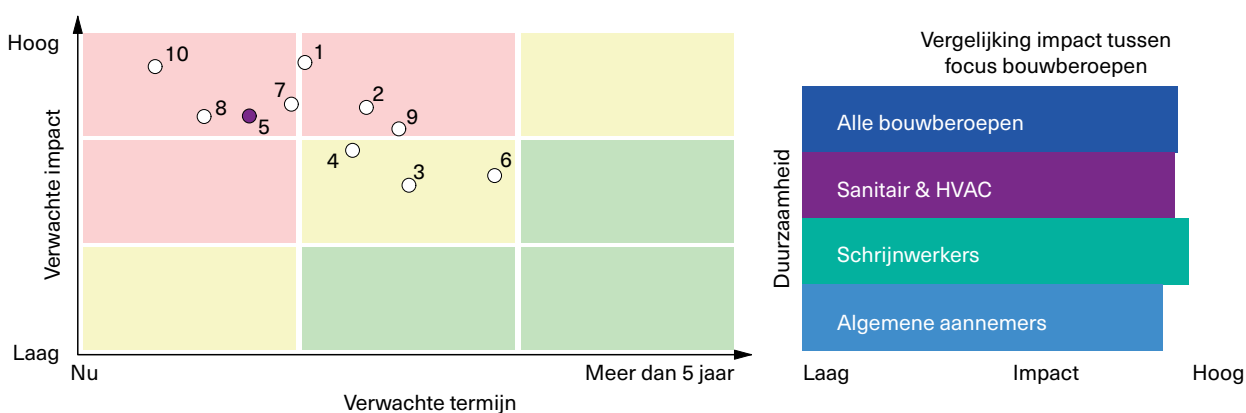 Hoog
Verwachte impact
Laag
10
1
8
5
7
2
9
4
3
6
Nu
Meer dan 5 jaar
Verwachte termijn
Vergelijking impact tussen
focus bouwberoepen
Duurzaamheid
Alle bouwberoepen
Sanitair & HVAC
Schrijnwerkers
Algemene aannemers
Laag
Impact
Hoog